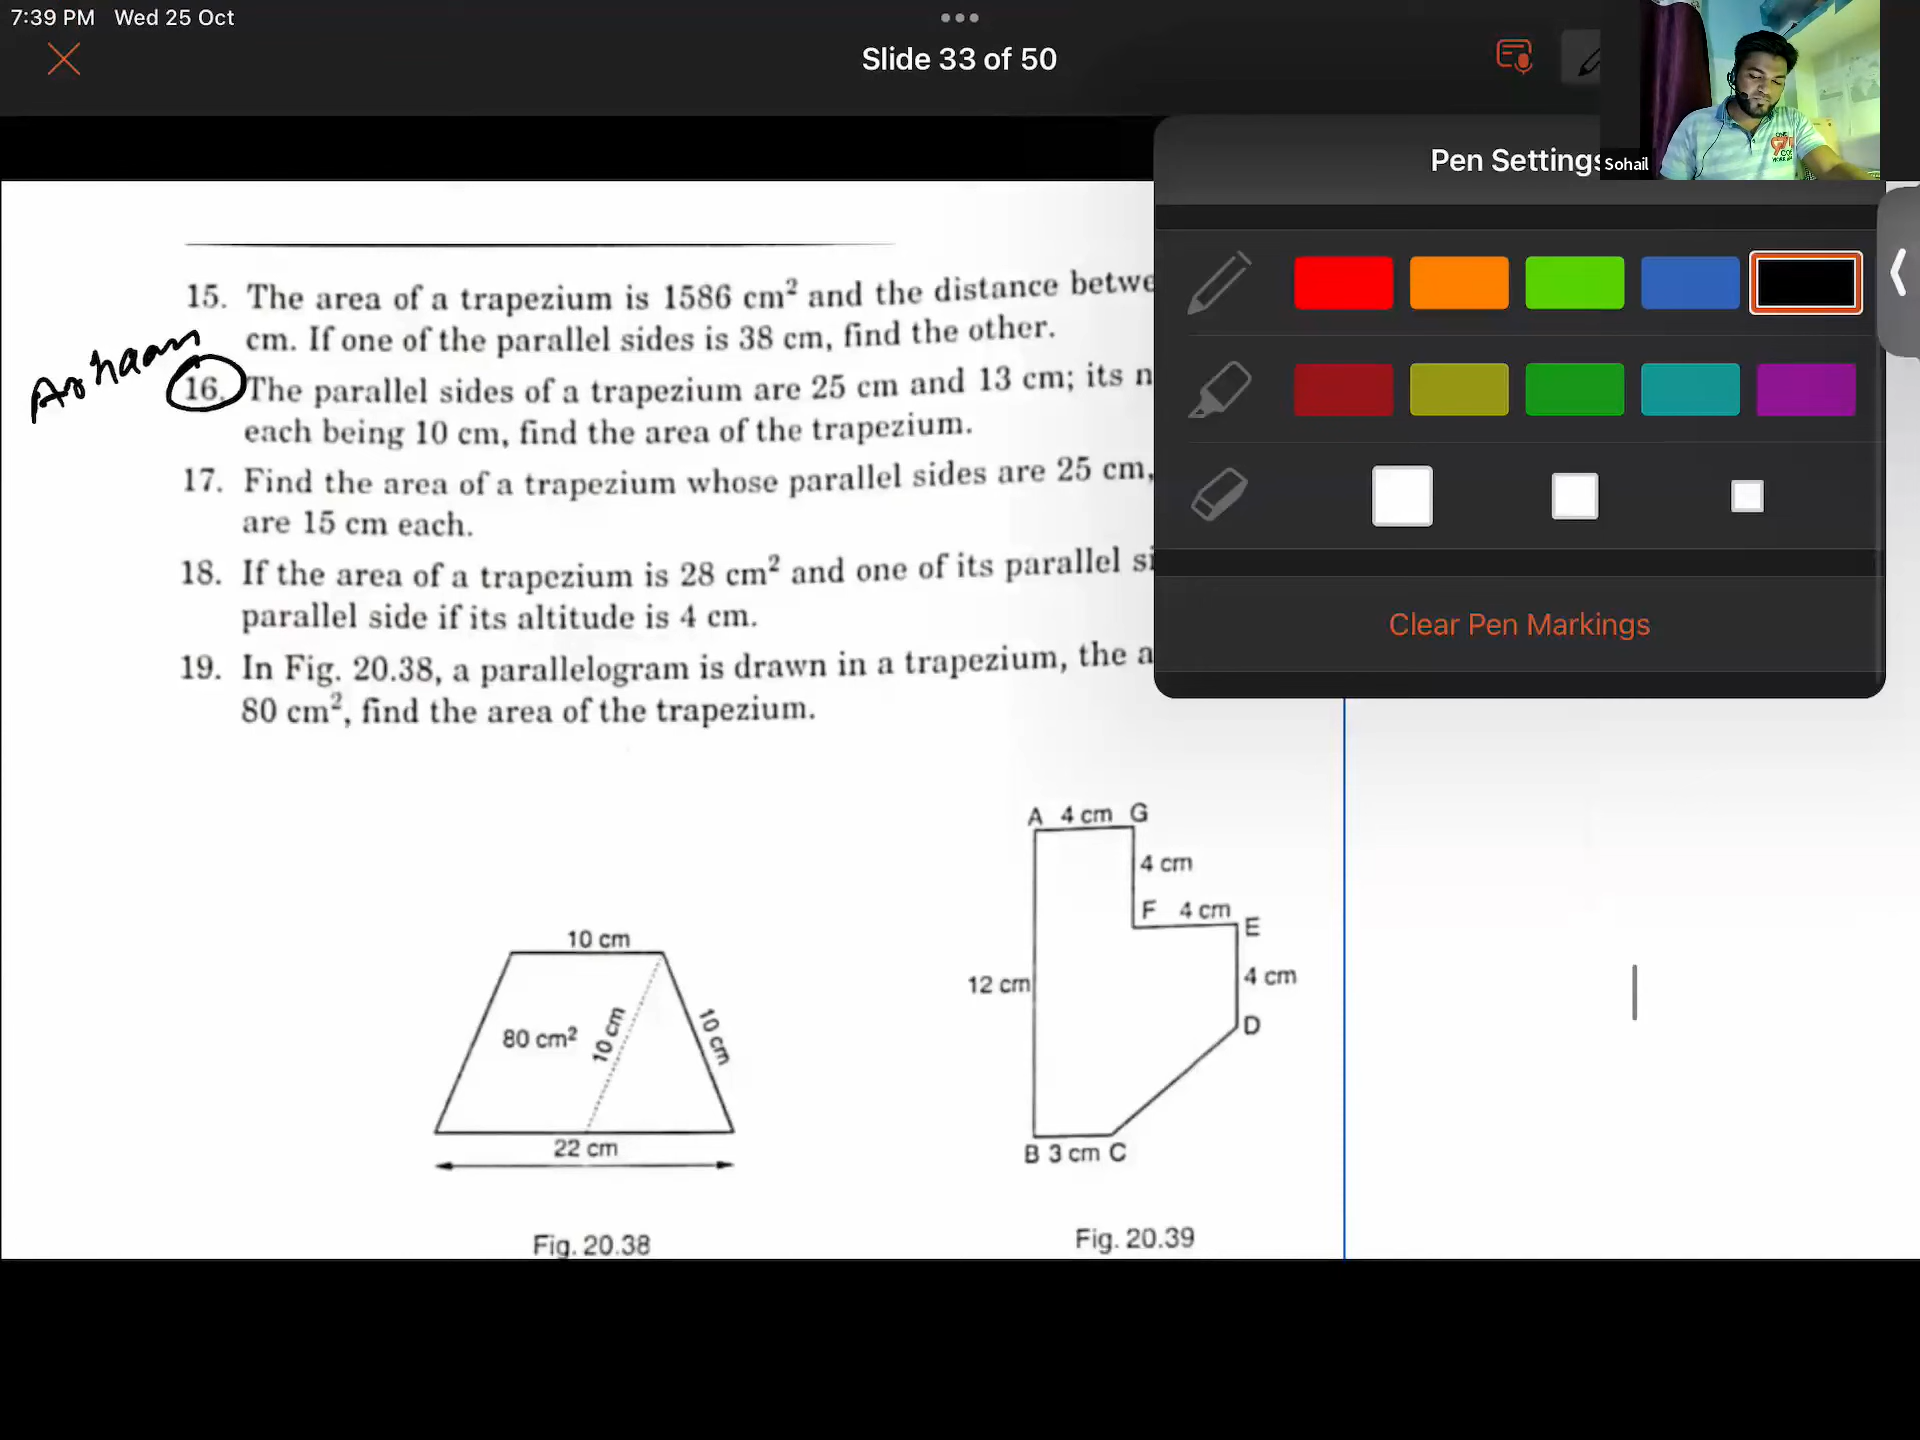 7:39 PM Wed 25 Oct
Slide 33 of 50
Pen Settings
Sohail
15. The area of a trapezium is 1586 cm² and the distance betwe
cm. If one of the parallel sides is 38 cm, find the other.
Arhaan
16. The parallel sides of a trapezium are 25 cm and 13 cm; its n
each being 10 cm, find the area of the trapezium.
17. Find the area of a trapezium whose parallel sides are 25 cm,
are 15 cm each.
18. If the area of a trapezium is 28 cm² and one of its parallel si
parallel side if its altitude is 4 cm.
19. In Fig. 20.38, a parallelogram is drawn in a trapezium, the a
80 cm², find the area of the trapezium.
Clear Pen Markings
10 cm
80 cm²
10 cm
10 cm
22 cm
Fig. 20.38
A 4 cm G
4 cm
F 4 cm E
12 cm
4 cm
D
B 3 cm C
Fig. 20.39